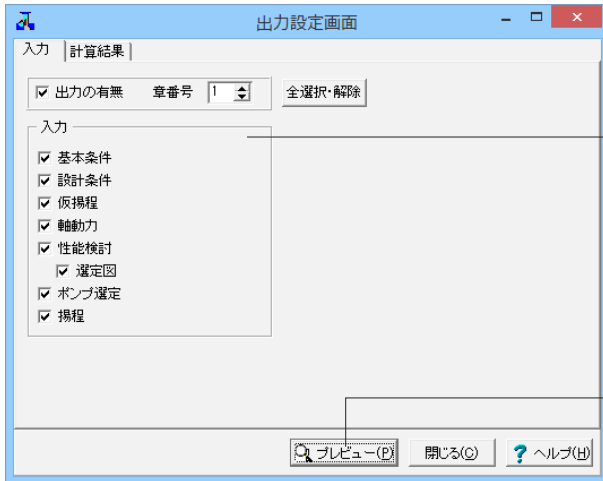 出力設定画面
入力 計算結果
出力の有無 章番号 1 全選択・解除
入力
基本条件
設計条件
仮揚程
軸動力
性能検討
選定図
ポンプ選定
揚程
プレビュー(P) 閉じる(C) ? ヘルプ(H)